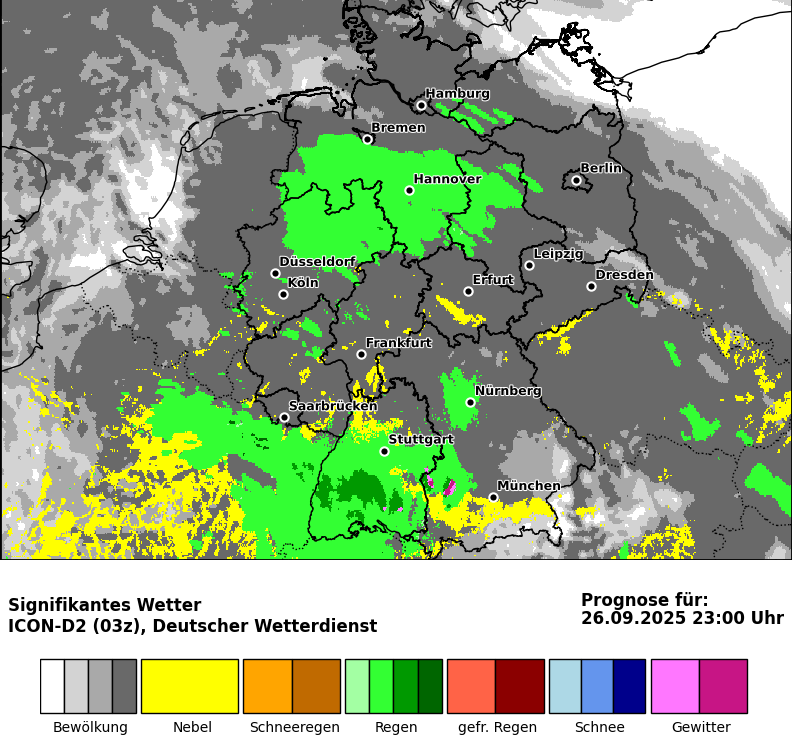 Hamburg
Bremen
Berlin
Hannover
Leipzig
Düsseldorf
Dresden
Köln
Erfurt
Frankfurt
Nürnberg
Saarbrücken
Stuttgart
München
Signifikantes Wetter
ICON-D2 (03z), Deutscher Wetterdienst
Prognose für:
26.09.2025 23:00 Uhr
Bewölkung
Nebel
Schneeregen
Regen
gefr. Regen
Schnee
Gewitter